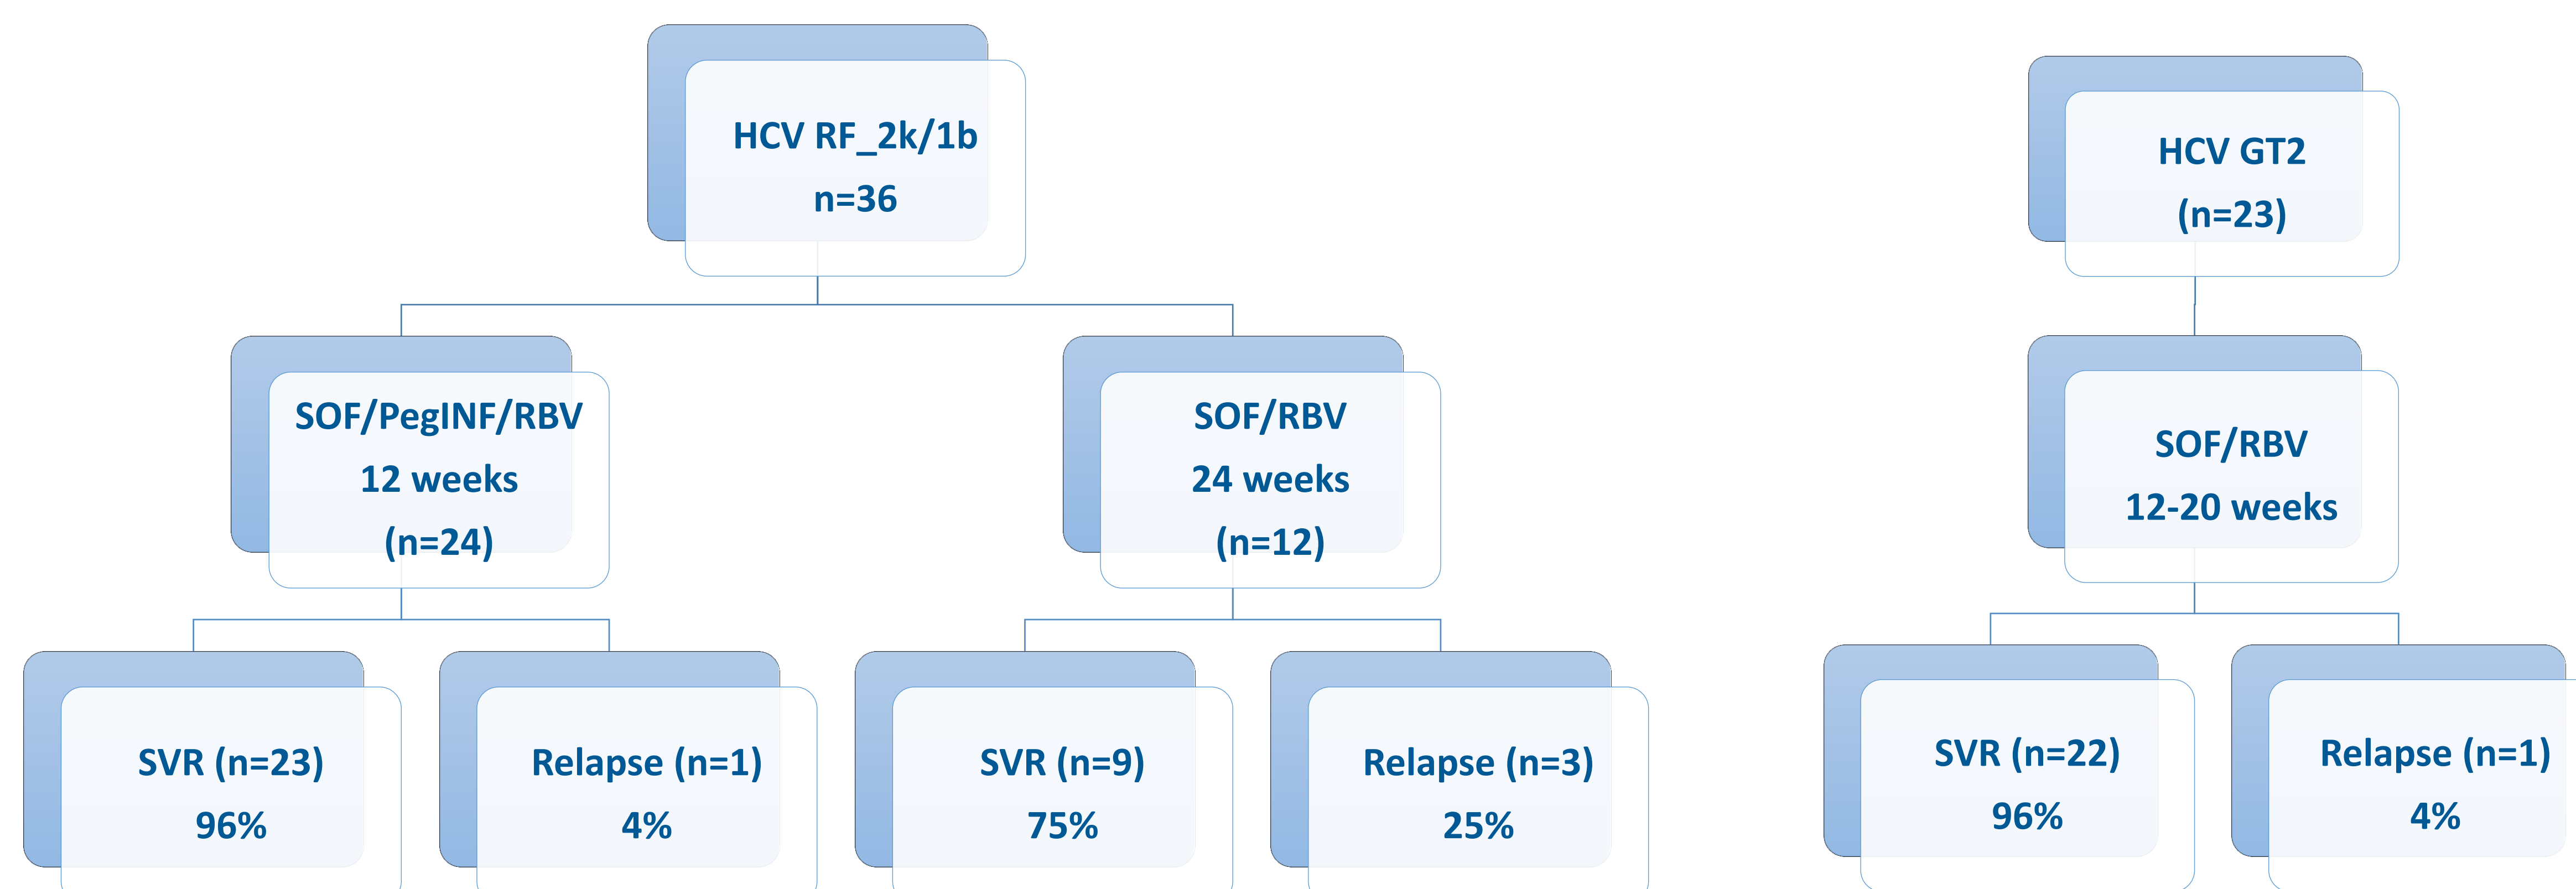 HCV RF_2k/1b
n=36
HCV GT2
(n=23)
SOF/PegINF/RBV
12 weeks
(n=24)
SOF/RBV
24 weeks
(n=12)
SOF/RBV
12-20 weeks
SVR (n=23)
96%
Relapse (n=1)
4%
SVR (n=9)
75%
Relapse (n=3)
25%
SVR (n=22)
96%
Relapse (n=1)
4%